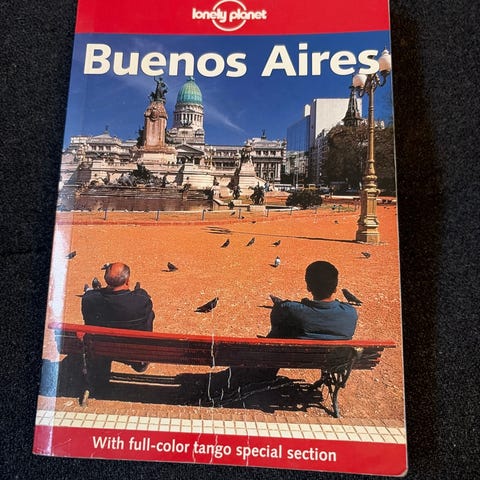 lonely planet
Buenos Aires
With full-color tango special section